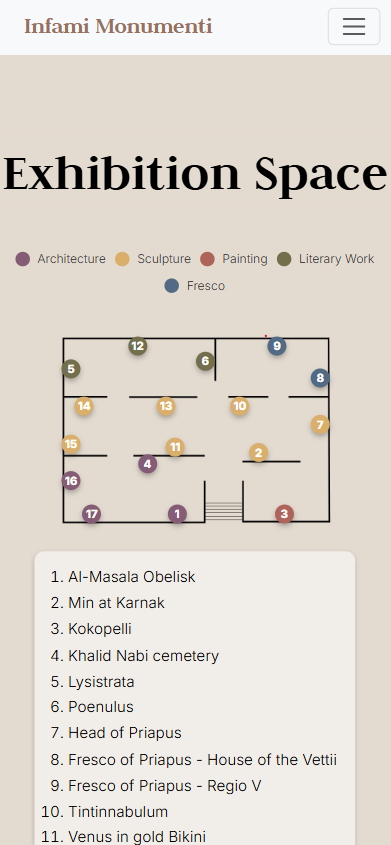 Infami Monumenti
Exhibition Space
Architecture Sculpture Painting Literary Work
Fresco
12 9
5 6
8
14 13 10
7
15 11 2
4
16
17 1 3
1. Al-Masala Obelisk
2. Min at Karnak
3. Kokopelli
4. Khalid Nabi cemetery
5. Lysistrata
6. Poenulus
7. Head of Priapus
8. Fresco of Priapus - House of the Vettii
9. Fresco of Priapus - Regio V
10. Tintinnabulum
11. Venus in gold Bikini